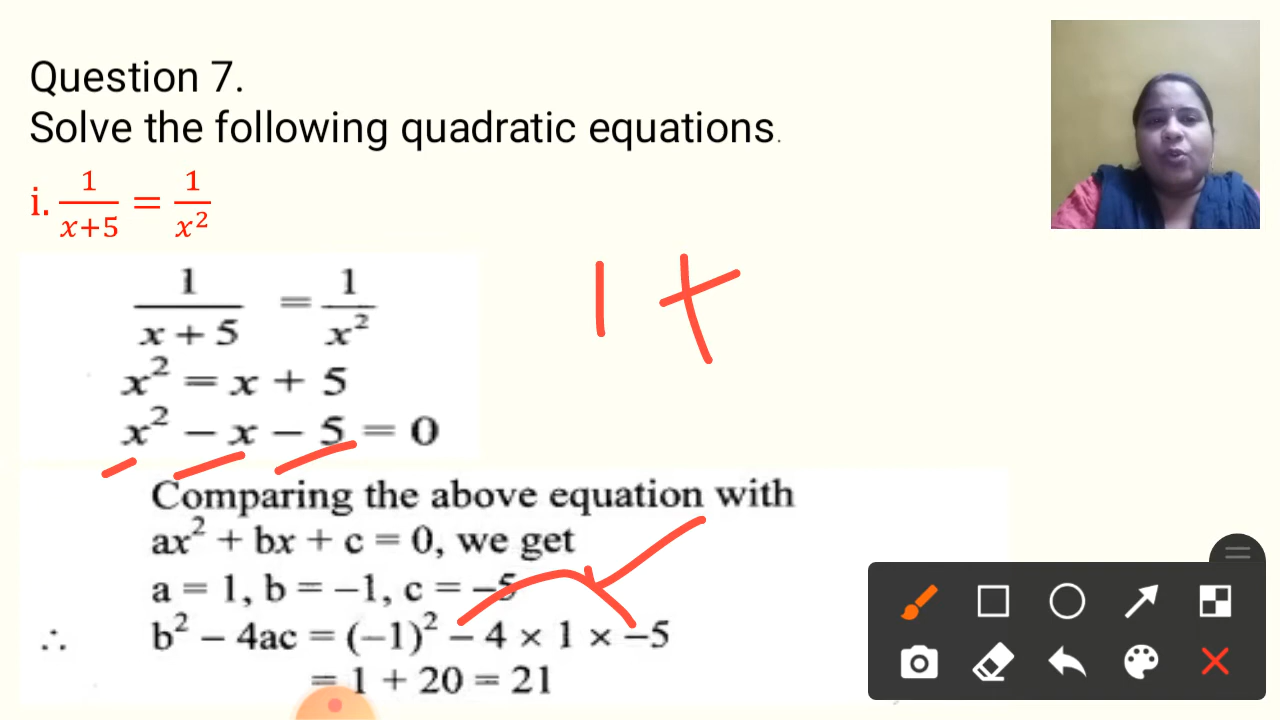 Question 7.
Solve the following quadratic equations.
i. 1/(x+5) = 1/x²
1/(x + 5) = 1/x²
x² = x + 5
x² − x − 5 = 0
1 +
Comparing the above equation with
ax² + bx + c = 0, we get
a = 1, b = −1, c = −5
∴ b² − 4ac = (−1)² − 4 × 1 × −5
= 1 + 20 = 21